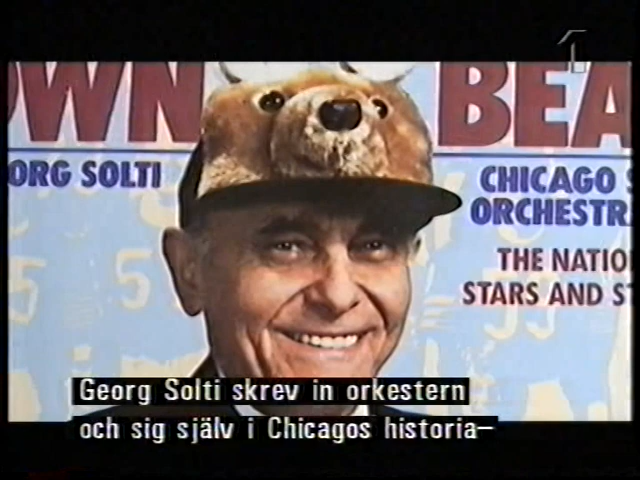 OWN BEA
ORG SOLTI
CHICAGO S
ORCHESTR
THE NATIO
STARS AND ST
Georg Solti skrev in orkestern
och sig själv i Chicagos historia–
1